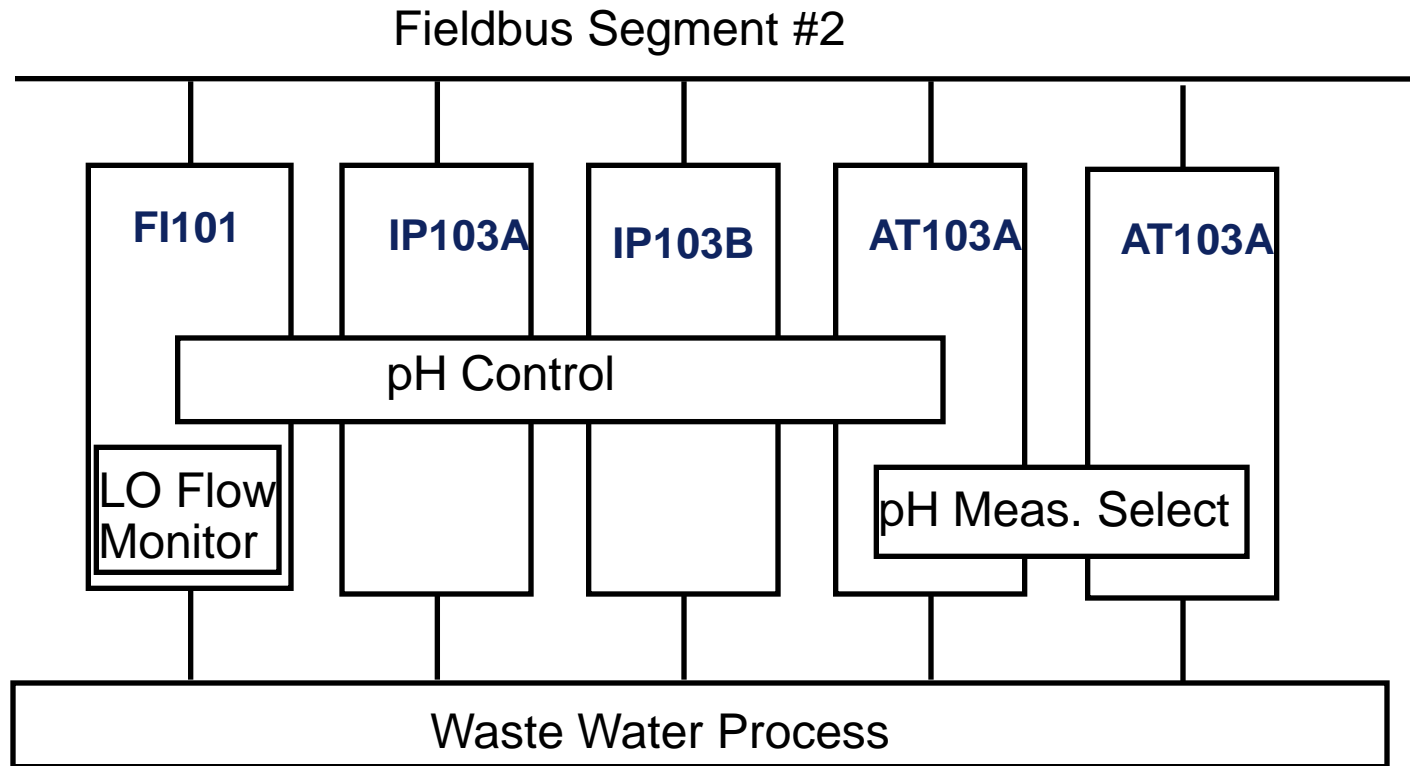 Fieldbus Segment #2
FI101
IP103A
IP103B
AT103A
AT103A
pH Control
LO Flow
Monitor
pH Meas. Select
Waste Water Process